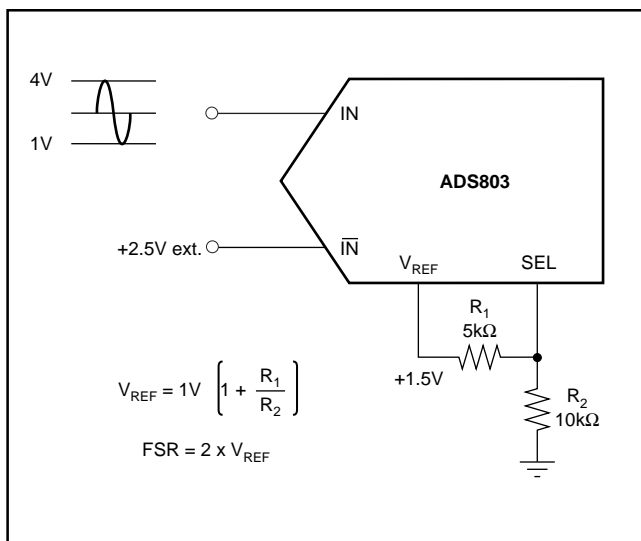 4V
1V
IN
ADS803
+2.5V ext.
IN
VREF
SEL
R1
5kΩ
+1.5V
R2
10kΩ
VREF = 1V (1 + R1/R2)
FSR = 2 x VREF